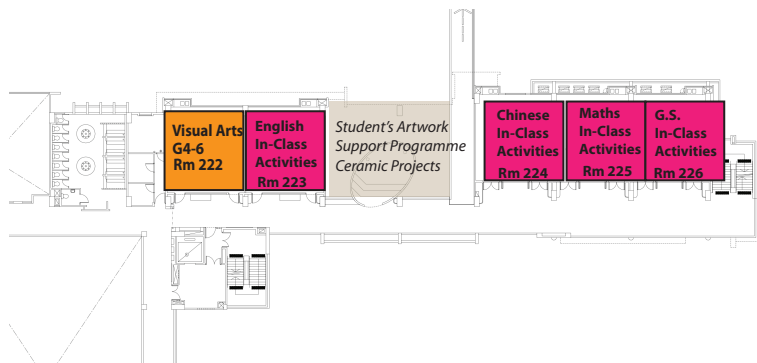 Visual Arts
G4-6
Rm 222
English
In-Class
Activities
Rm 223
Student's Artwork
Support Programme
Ceramic Projects
Chinese
In-Class
Activities
Rm 224
Maths
In-Class
Activities
Rm 225
G.S.
In-Class
Activities
Rm 226